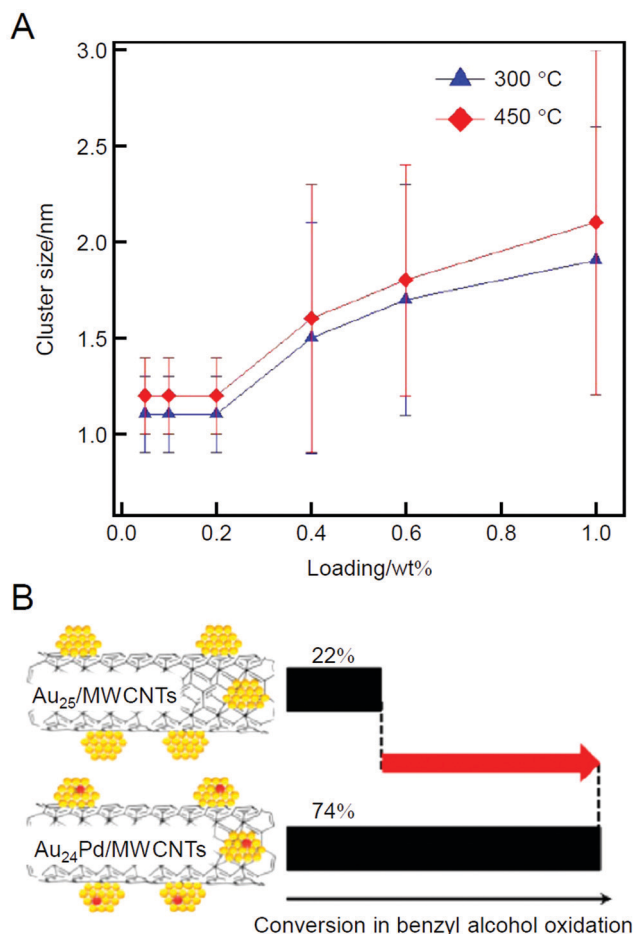 A
3.0
2.5
2.0
1.5
1.0
Cluster size/nm
300 °C
450 °C
0.0 0.2 0.4 0.6 0.8 1.0
Loading/wt%
B
Au₂₅/MWCNTs
22%
Au₂₄Pd/MWCNTs
74%
Conversion in benzyl alcohol oxidation